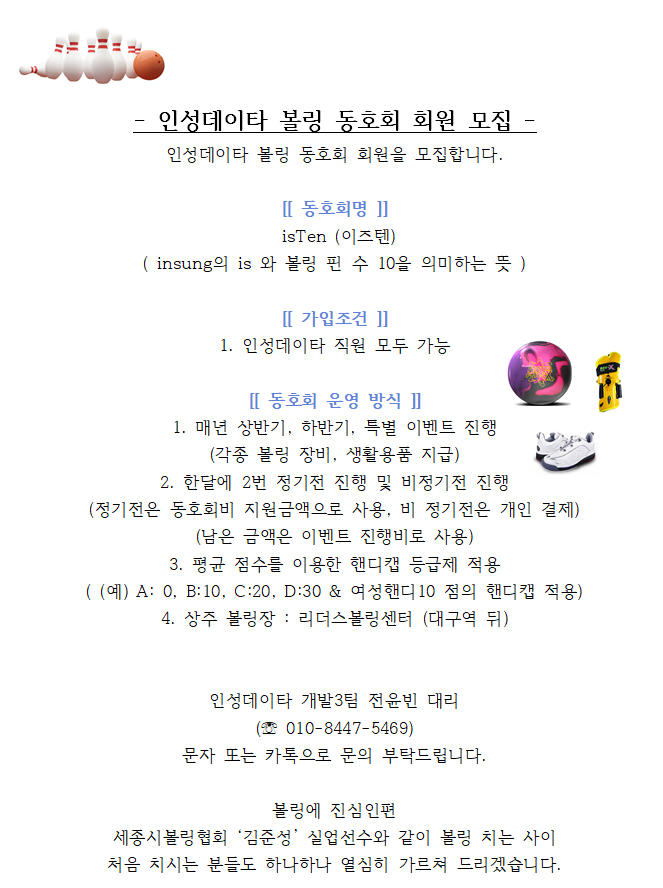 - 인성데이타 볼링 동호회 회원 모집 -
인성데이타 볼링 동호회 회원을 모집합니다.
[[ 동호회명 ]]
isTen (이즈텐)
( insung의 is 와 볼링 핀 수 10을 의미하는 뜻 )
[[ 가입조건 ]]
1. 인성데이타 직원 모두 가능
[[ 동호회 운영 방식 ]]
1. 매년 상반기, 하반기, 특별 이벤트 진행
(각종 볼링 장비, 생활용품 지급)
2. 한달에 2번 정기전 진행 및 비정기전 진행
(정기전은 동호회비 지원금액으로 사용, 비 정기전은 개인 결제)
(남은 금액은 이벤트 진행비로 사용)
3. 평균 점수를 이용한 핸디캡 등급제 적용
( (예) A: 0, B:10, C:20, D:30 & 여성핸디10 점의 핸디캡 적용)
4. 상주 볼링장 : 리더스볼링센터 (대구역 뒤)
인성데이타 개발3팀 전윤빈 대리
(☏ 010-8447-5469)
문자 또는 카톡으로 문의 부탁드립니다.
볼링에 진심인편
세종시볼링협회 ‘김준성’ 실업선수와 같이 볼링 치는 사이
처음 치시는 분들도 하나하나 열심히 가르쳐 드리겠습니다.